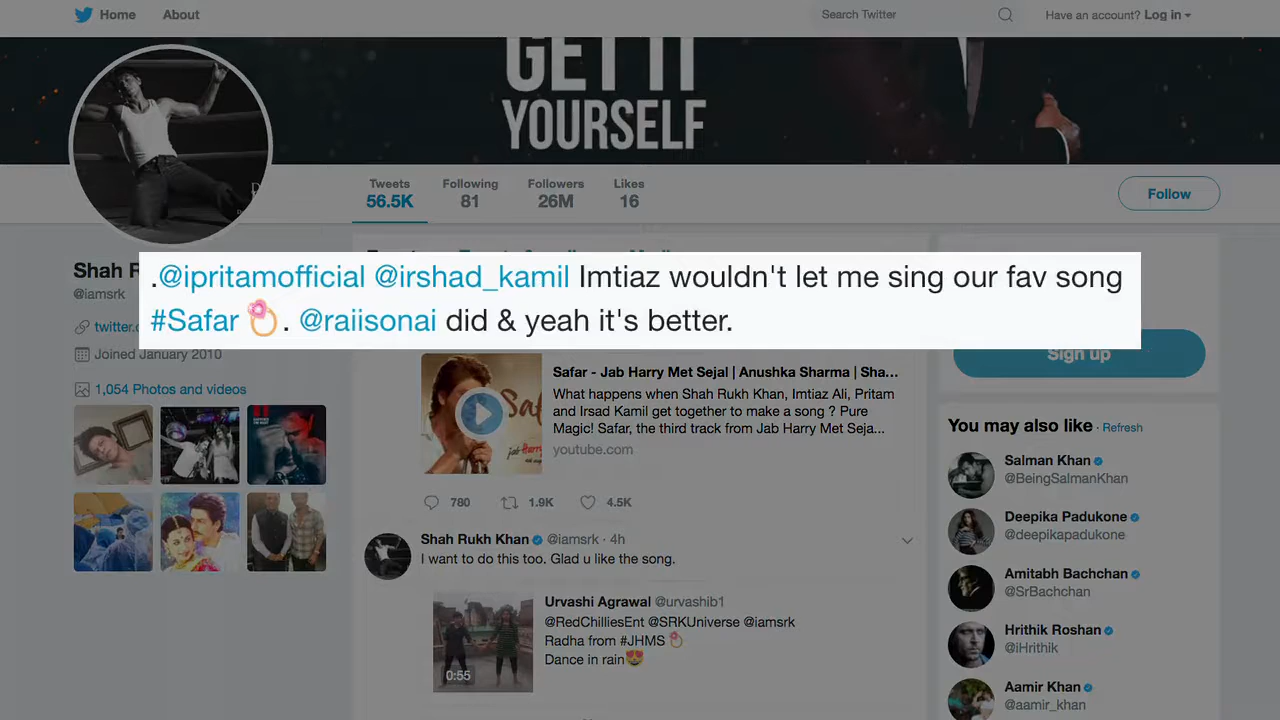 Home About Search Twitter Have an account? Log in
GET IT
YOURSELF
Tweets Following Followers Likes
56.5K 81 26M 16 Follow
Shah R
@iamsrk
twitter.c
Joined January 2010
1,054 Photos and videos
.@ipritamofficial @irshad_kamil Imtiaz wouldn't let me sing our fav song
#Safar. @raiisonai did & yeah it's better.
Safar - Jab Harry Met Sejal | Anushka Sharma | Sha...
What happens when Shah Rukh Khan, Imtiaz Ali, Pritam
and Irsad Kamil get together to make a song ? Pure
Magic! Safar, the third track from Jab Harry Met Seja...
youtube.com
780 1.9K 4.5K
Shah Rukh Khan @iamsrk · 4h
I want to do this too. Glad u like the song.
Urvashi Agrawal @urvashib1
@RedChilliesEnt @SRKUniverse @iamsrk
Radha from #JHMS
Dance in rain
0:55
Sign up
You may also like · Refresh
Salman Khan
@BeingSalmanKhan
Deepika Padukone
@deepikapadukone
Amitabh Bachchan
@SrBachchan
Hrithik Roshan
@iHrithik
Aamir Khan
@aamir_khan